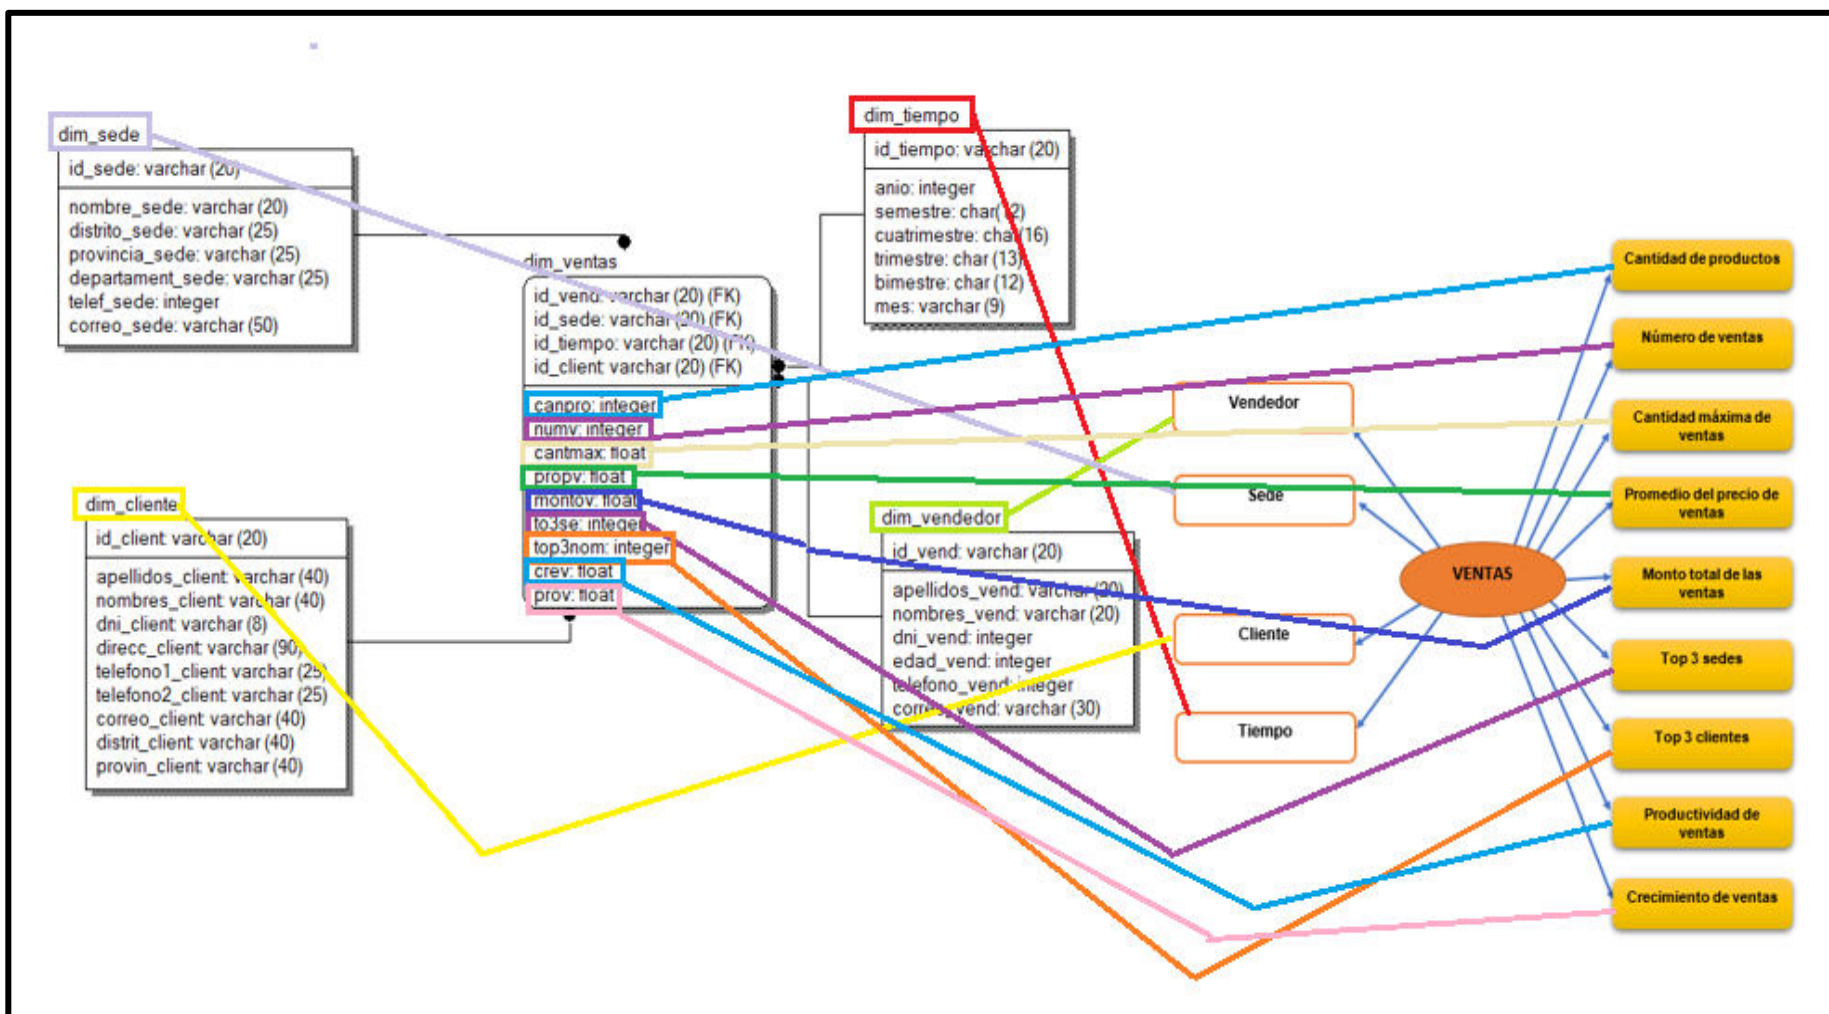 dim_sede
id_sede: varchar (20)
nombre_sede: varchar (20)
distrito_sede: varchar (25)
provincia_sede: varchar (25)
departament_sede: varchar (25)
telef_sede: integer
correo_sede: varchar (50)
dim_tiempo
id_tiempo: varchar (20)
anio: integer
semestre: char(12)
cuatrimestre: char(16)
trimestre: char (13)
bimestre: char (12)
mes: varchar (9)
dim_ventas
id_vend: varchar (20) (FK)
id_sede: varchar (20) (FK)
id_tiempo: varchar (20) (FK)
id_client: varchar (20) (FK)
canpro: integer
numv: integer
cantmax: float
propv: float
montov: float
to3se: integer
top3nom: integer
crev: float
prov: float
dim_cliente
id_client: varchar (20)
apellidos_client: varchar (40)
nombres_client: varchar (40)
dni_client: varchar (8)
direcc_client: varchar (90)
telefono1_client: varchar (25)
telefono2_client: varchar (25)
correo_client: varchar (40)
distrit_client: varchar (40)
provin_client: varchar (40)
dim_vendedor
id_vend: varchar (20)
apellidos_vend: varchar (20)
nombres_vend: varchar (20)
dni_vend: integer
edad_vend: integer
telefono_vend: integer
correo_vend: varchar (30)
Vendedor
Sede
Cliente
Tiempo
VENTAS
Cantidad de productos
Número de ventas
Cantidad máxima de
ventas
Promedio del precio de
ventas
Monto total de las
ventas
Top 3 sedes
Top 3 clientes
Productividad de
ventas
Crecimiento de ventas